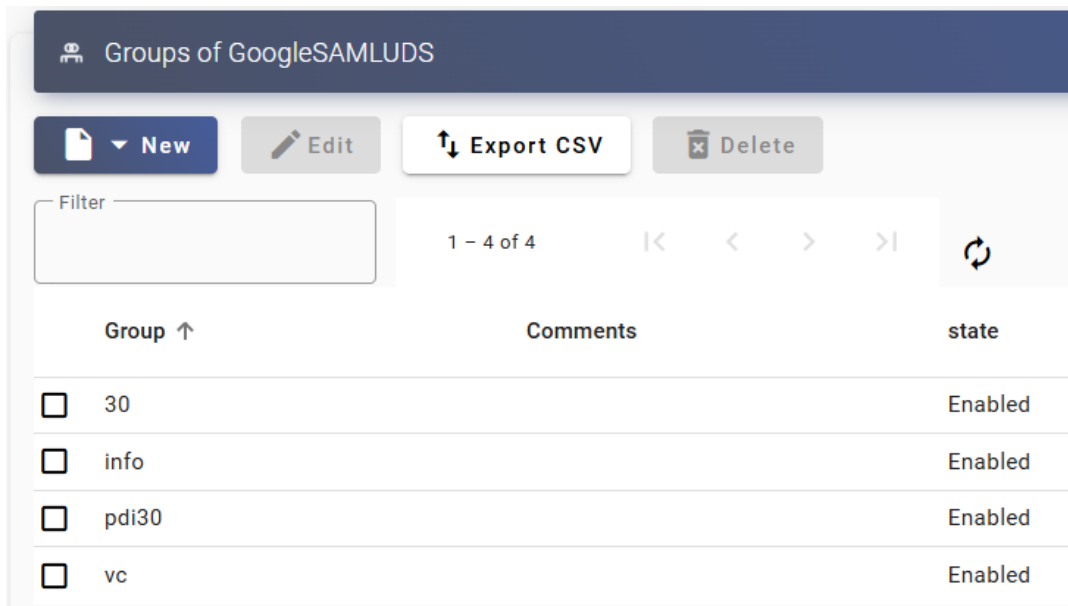 Groups of GoogleSAMLUDS
New Edit Export CSV Delete
Filter
1 – 4 of 4
Group Comments state
30 Enabled
info Enabled
pdi30 Enabled
vc Enabled